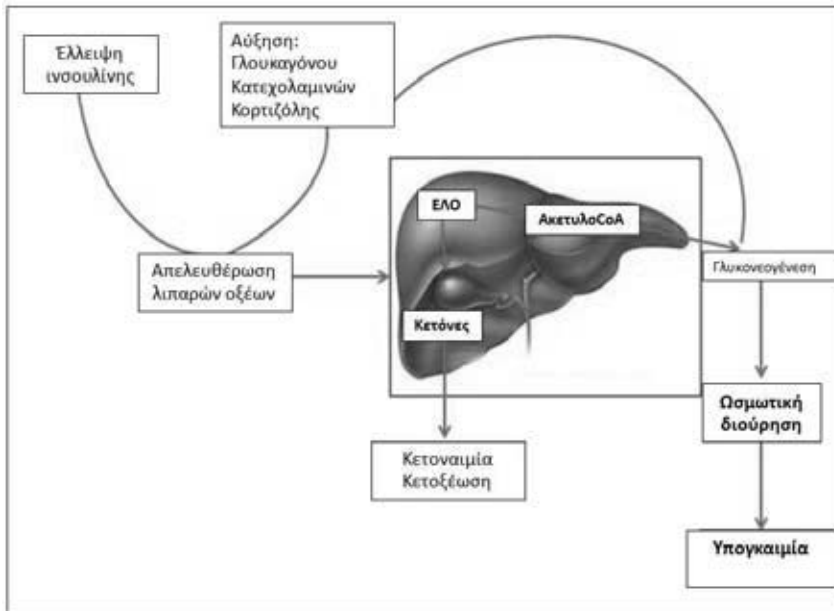 Έλλειψη
ινσουλίνης
Αύξηση:
Γλουκαγόνου
Κατεχολαμινών
Κορτιζόλης
ΕΛΟ
ΑκετυλοCoA
Απελευθέρωση
λιπαρών οξέων
Γλυκονεογένεση
Κετόνες
Ωσμωτική
διούρηση
Κετοναιμία
Κετοξέωση
Υπογκαιμία